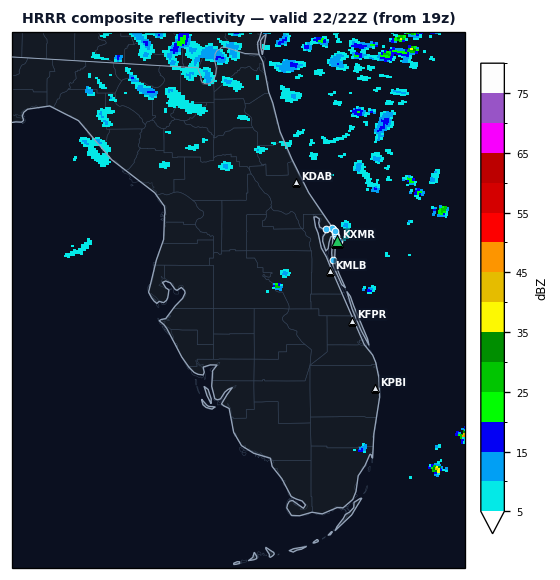 HRRR composite reflectivity — valid 22/22Z (from 19z)
KDAB
KXMR
KMLB
KFPR
KPBI
75
65
55
45
35
25
15
5
dBZ